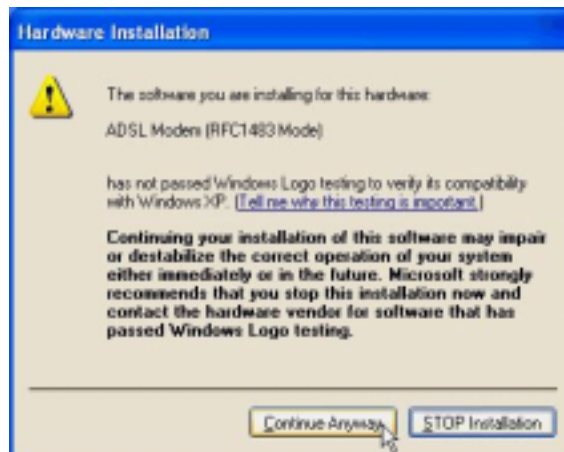 Hardware Installation
The software you are installing for this hardware:
ADSL Modem (RFC1483 Mode)
has not passed Windows Logo testing to verify its compatibility
with Windows XP. (Tell me why this testing is important.)
Continuing your installation of this software may impair
or destabilize the correct operation of your system
either immediately or in the future. Microsoft strongly
recommends that you stop this installation now and
contact the hardware vendor for software that has
passed Windows Logo testing.
Continue Anyway
STOP Installation